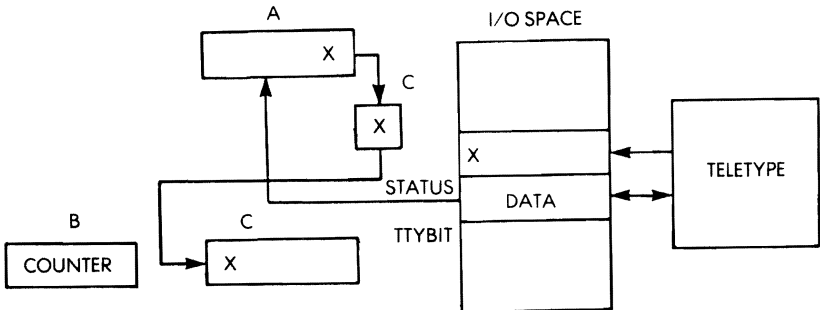 A
I/O SPACE
X
C
X
X
TELETYPE
STATUS
DATA
B
C
TTYBIT
COUNTER
X